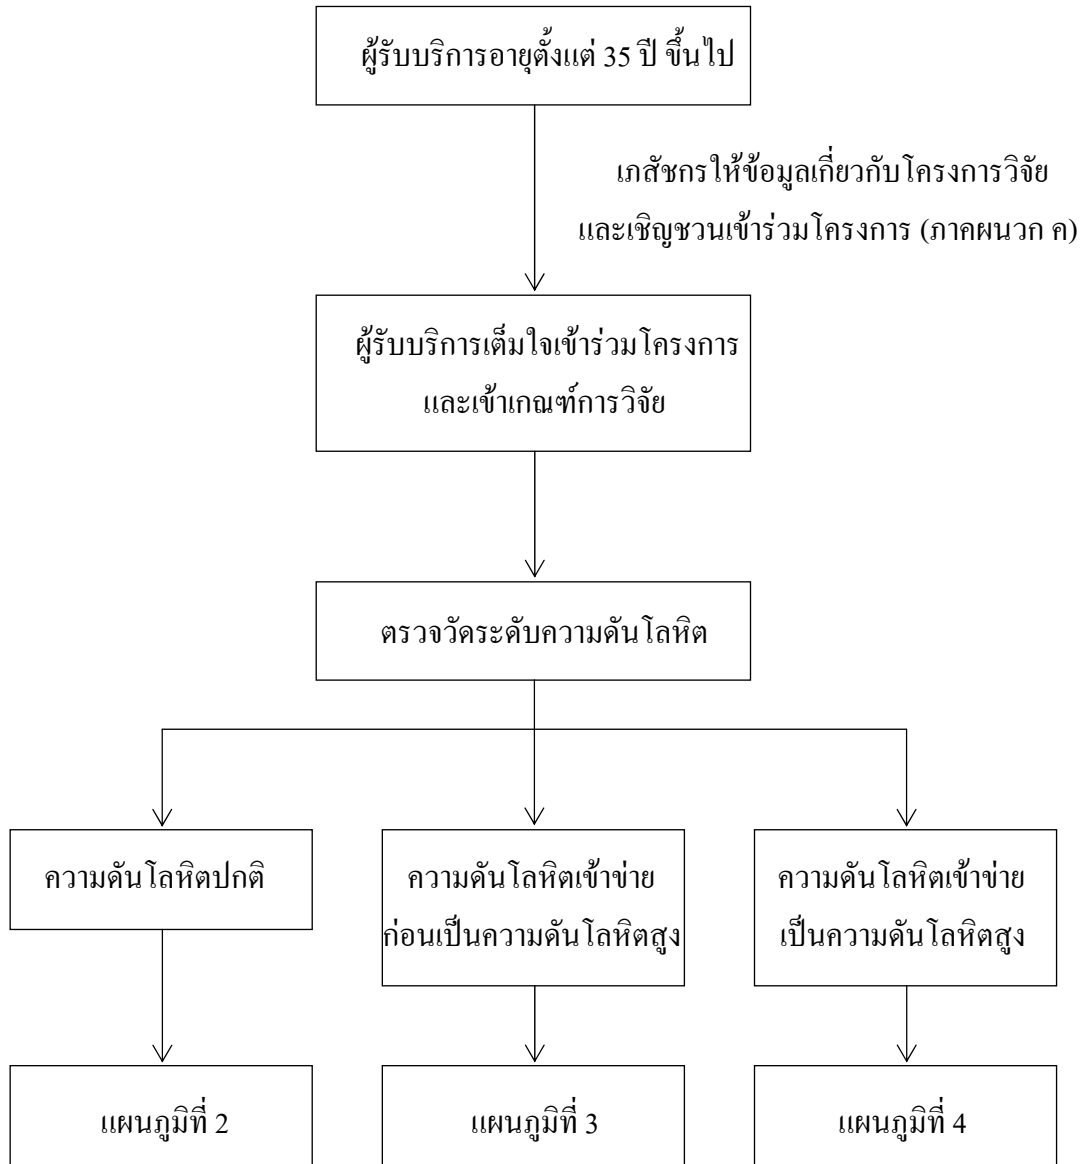 ผู้รับบริการอายุตั้งแต่ 35 ปี ขึ้นไป
เภสัชกรให้ข้อมูลเกี่ยวกับโครงการวิจัย
และเชิญชวนเข้าร่วมโครงการ (ภาคผนวก ค)
ผู้รับบริการเต็มใจเข้าร่วมโครงการ
และเข้าเกณฑ์การวิจัย
ตรวจวัดระดับความดันโลหิต
ความดันโลหิตปกติ
ความดันโลหิตเข้าข่าย
ก่อนเป็นความดันโลหิตสูง
ความดันโลหิตเข้าข่าย
เป็นความดันโลหิตสูง
แผนภูมิที่ 2
แผนภูมิที่ 3
แผนภูมิที่ 4